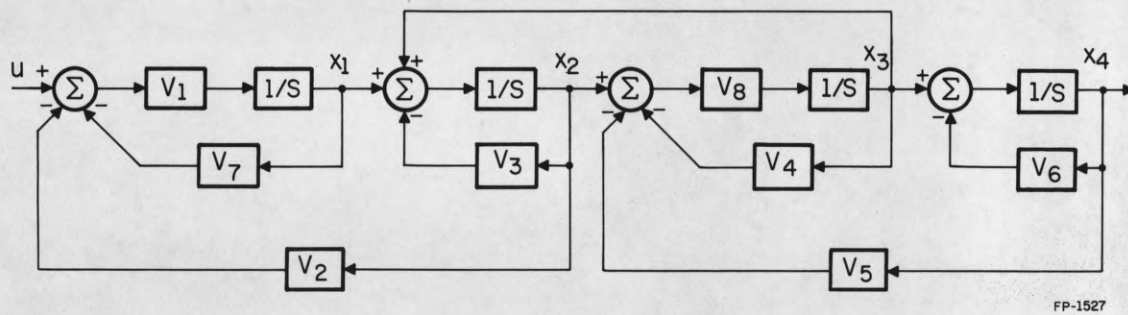 u + Σ - - V1 1/S x1 + + Σ - 1/S x2 + Σ - - V8 1/S x3 + Σ - 1/S x4
V7 V3 V4 V6
V2 V5
FP-1527